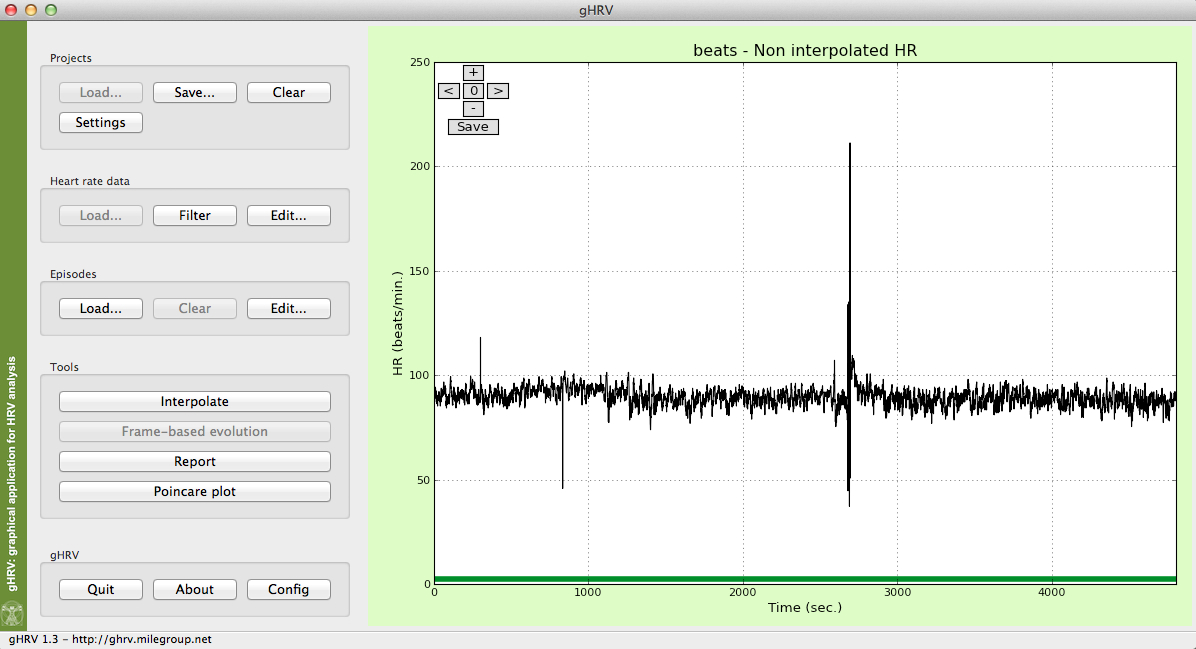 gHRV
Projects
Load... Save... Clear
Settings
Heart rate data
Load... Filter Edit...
Episodes
Load... Clear Edit...
Tools
Interpolate
Frame-based evolution
Report
Poincare plot
gHRV
Quit About Config
gHRV: graphical application for HRV analysis
beats - Non interpolated HR
+
< 0 >
-
Save
HR (beats/min.)
250
200
150
100
50
0
0 1000 2000 3000 4000
Time (sec.)
gHRV 1.3 - http://ghrv.milegroup.net